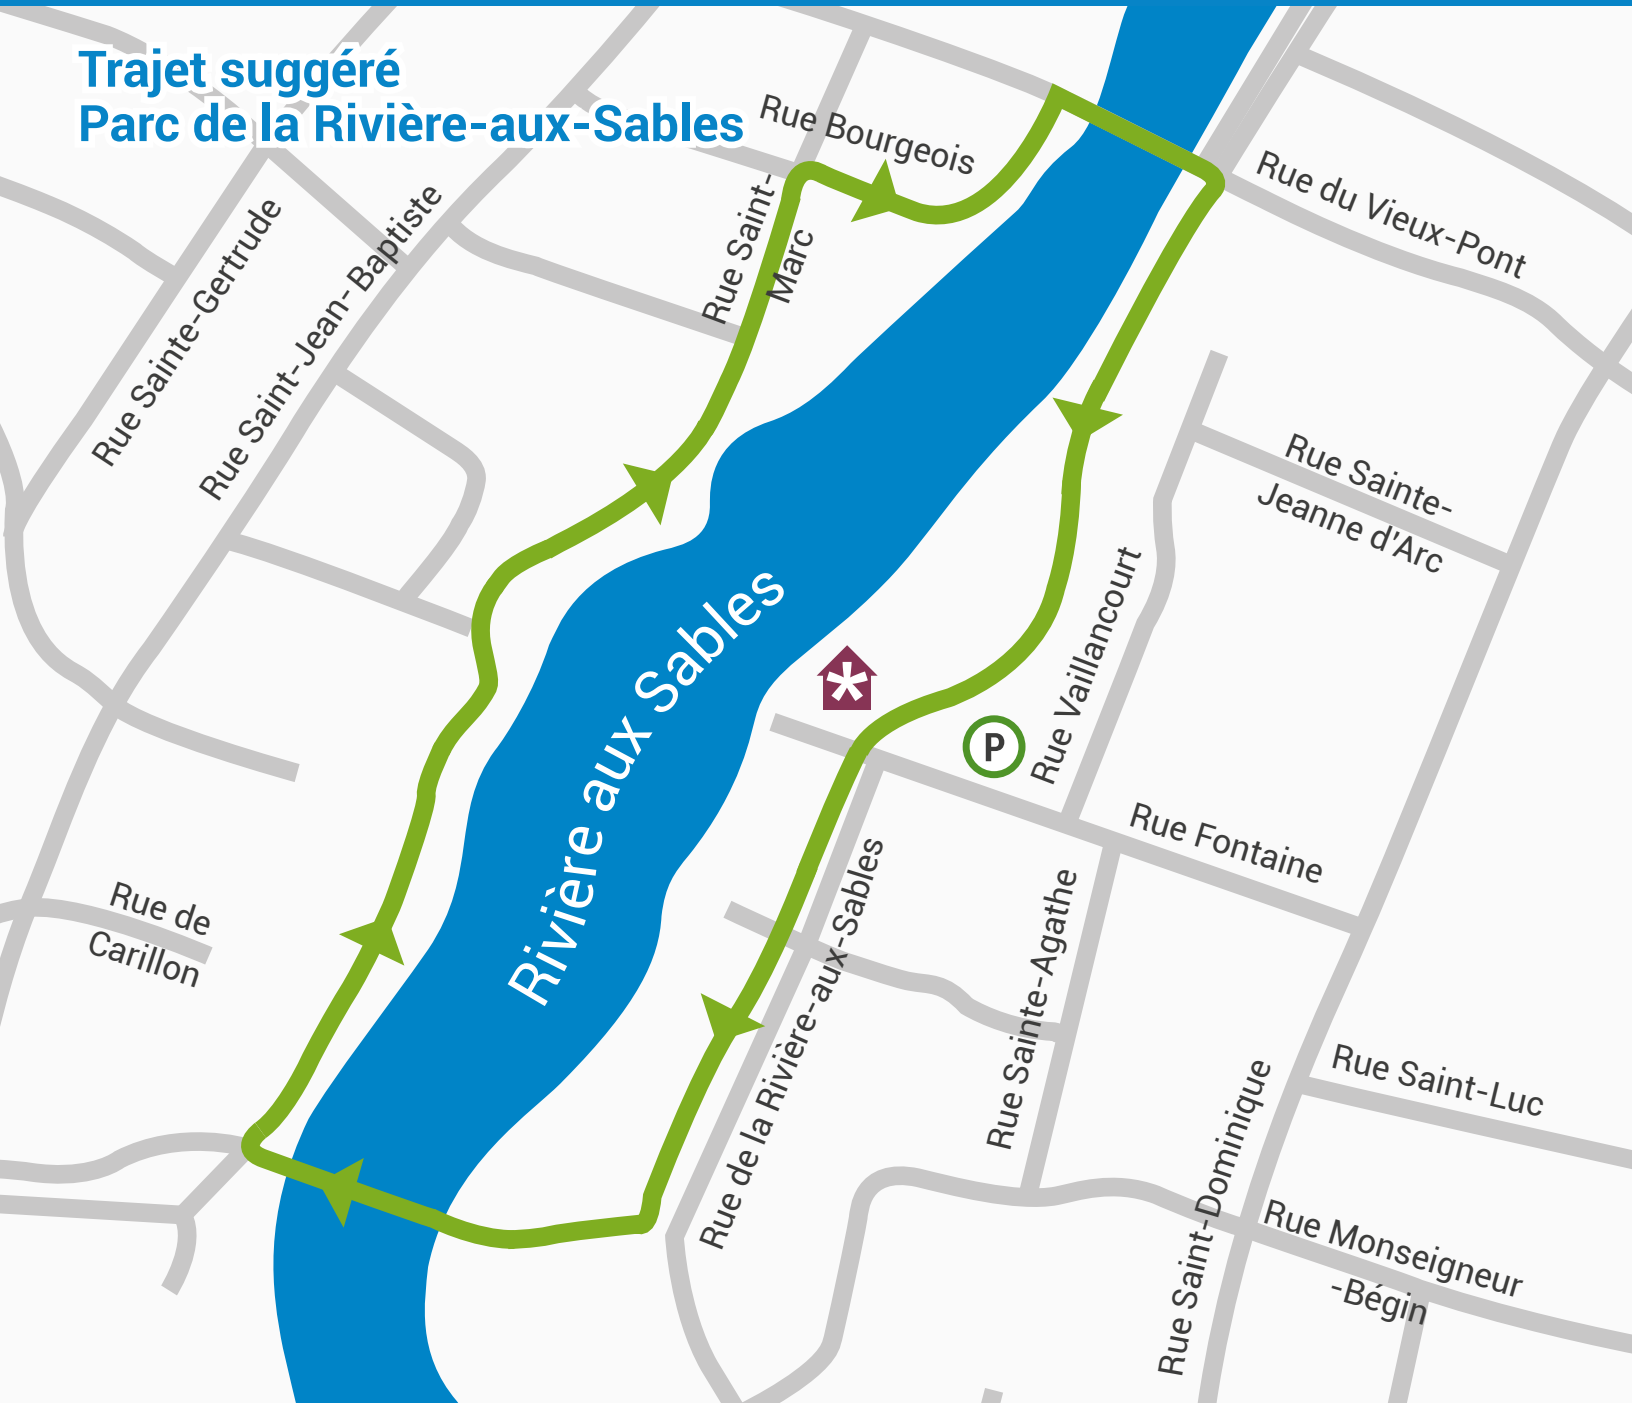 Trajet suggéré
Parc de la Rivière-aux-Sables
Rue Bourgeois
Rue du Vieux-Pont
Rue Saint-
Marc
Rue Sainte-Gertrude
Rue Saint-Jean-Baptiste
Rue Sainte-
Jeanne d'Arc
Rue Vaillancourt
Rivière aux Sables
P
Rue Fontaine
Rue de
Carillon
Rue de la Rivière-aux-Sables
Rue Sainte-Agathe
Rue Saint-Luc
Rue Saint-Dominique
Rue Monseigneur
-Bégin